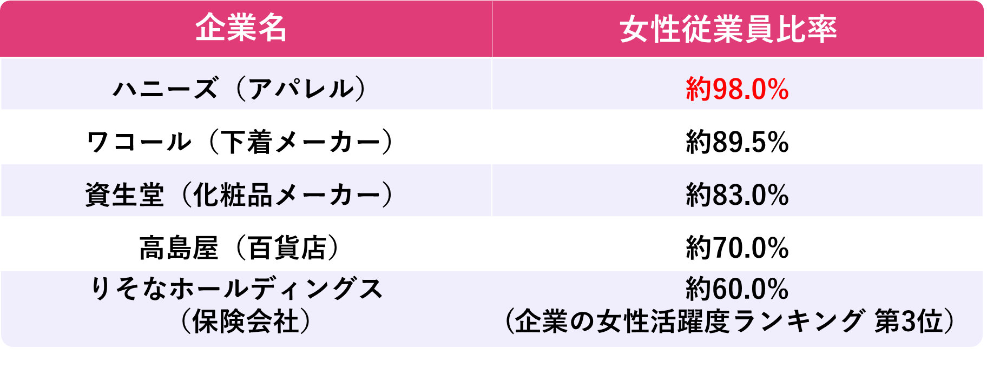 企業名
女性従業員比率
ハニーズ（アパレル）
約98.0%
ワコール（下着メーカー）
約89.5%
資生堂（化粧品メーカー）
約83.0%
高島屋（百貨店）
約70.0%
りそなホールディングス
（保険会社）
約60.0%
（企業の女性活躍度ランキング 第3位）